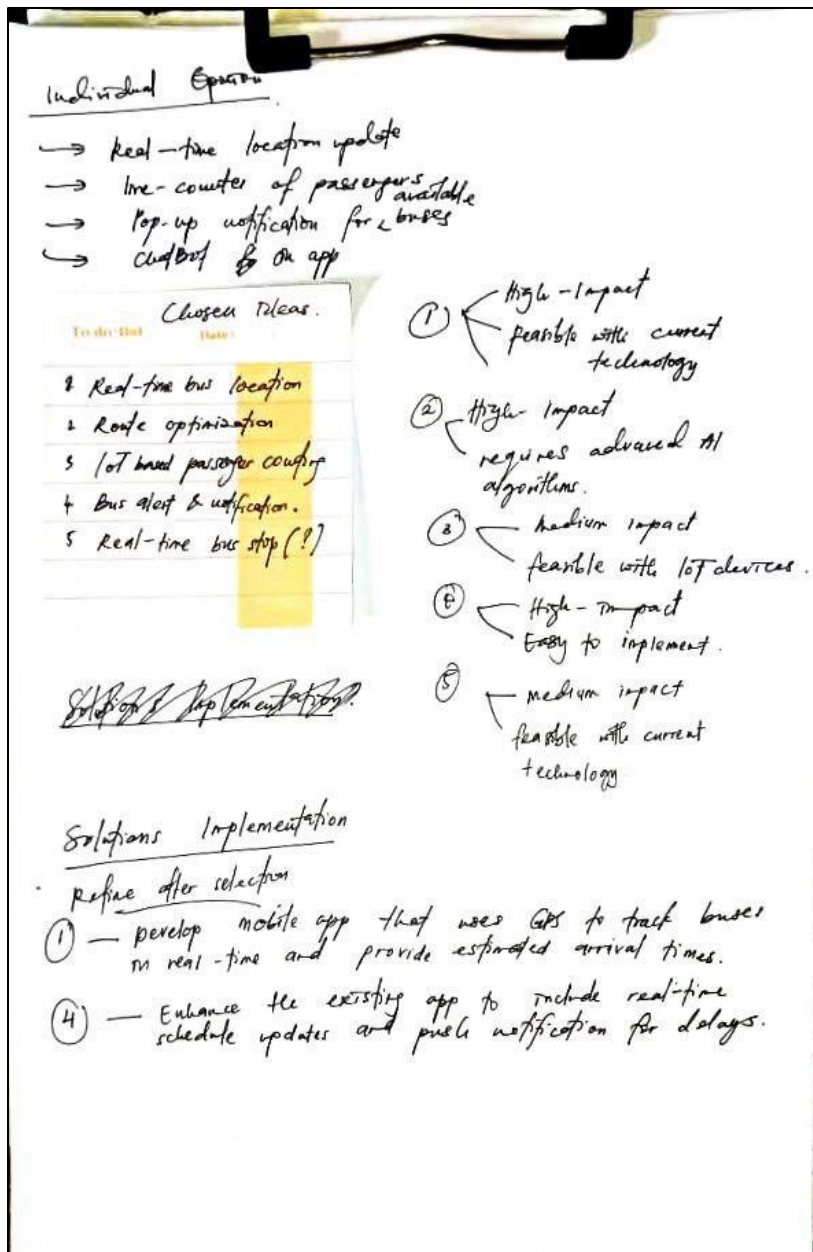 Individual Opinion
→ Real-time location update
→ line-counter of passengers
→ Pop-up notification for available buses
→ ChatBot on app
Chosen Ideas.
To do list Date:
1 Real-time bus location
2 Route optimization
3 IoT based passenger counting
4 Bus alert & notification.
5 Real-time bus stop (?)
① High-Impact
feasible with current
technology
② High-Impact
requires advanced AI
algorithms.
③ medium impact
feasible with IoT devices.
④ High-Impact
Easy to implement.
⑤ medium impact
feasible with current
technology
Solutions Implementation.
Solutions Implementation
Refine after selection
① — Develop mobile app that uses GPS to track buses
in real-time and provide estimated arrival times.
④ — Enhance the existing app to include real-time
schedule updates and push notification for delays.